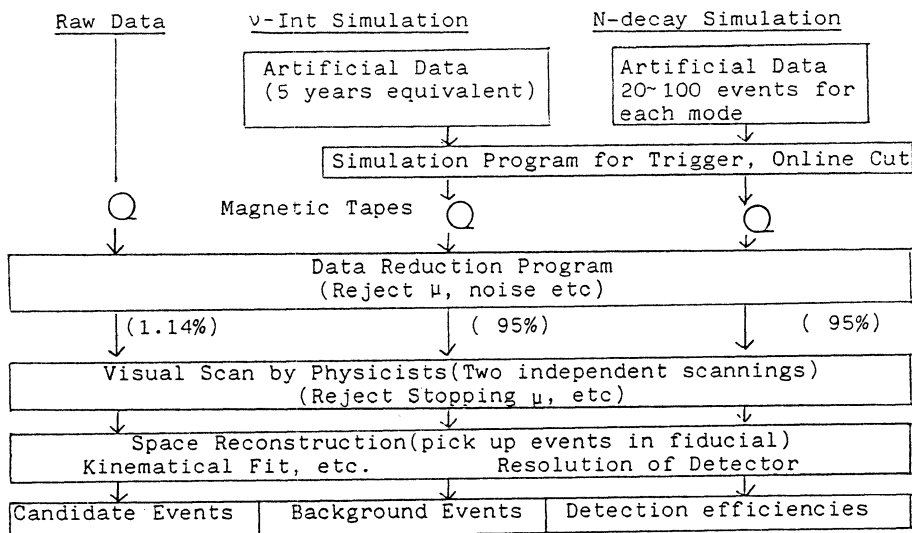 Raw Data
ν-Int Simulation
N-decay Simulation
Artificial Data
(5 years equivalent)
Artificial Data
20~100 events for
each mode
Simulation Program for Trigger, Online Cut
Magnetic Tapes
Data Reduction Program
(Reject μ, noise etc)
(1.14%)
( 95%)
( 95%)
Visual Scan by Physicists(Two independent scannings)
(Reject Stopping μ, etc)
Space Reconstruction(pick up events in fiducial)
Kinematical Fit, etc. Resolution of Detector
Candidate Events
Background Events
Detection efficiencies